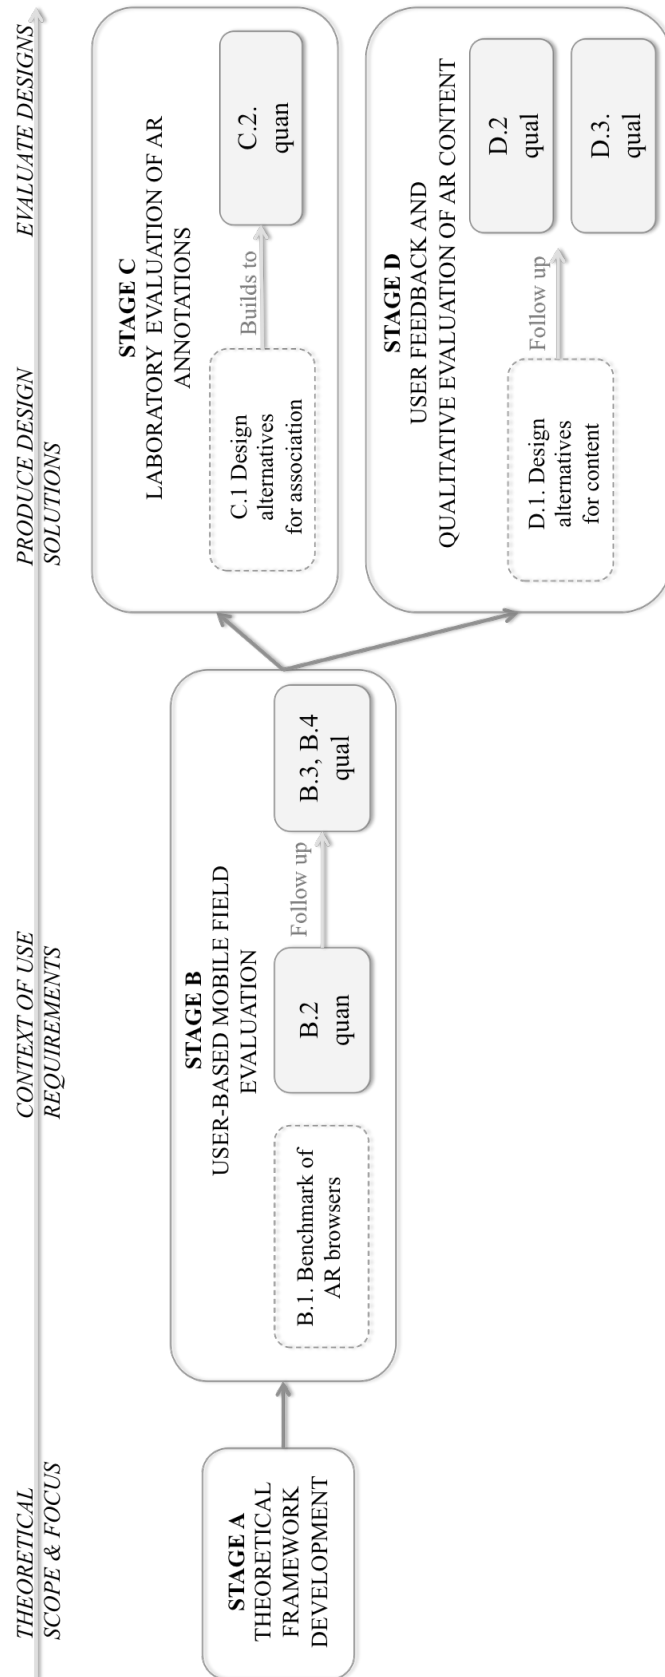 THEORETICAL
SCOPE & FOCUS
CONTEXT OF USE
REQUIREMENTS
PRODUCE DESIGN
SOLUTIONS
EVALUATE DESIGNS
STAGE A
THEORETICAL
FRAMEWORK
DEVELOPMENT
STAGE B
USER-BASED MOBILE FIELD
EVALUATION
B.1. Benchmark of
AR browsers
B.2
quan
Follow up
B.3, B.4
qual
STAGE C
LABORATORY EVALUATION OF AR
ANNOTATIONS
C.1 Design
alternatives
for association
Builds to
C.2.
quan
STAGE D
USER FEEDBACK AND
QUALITATIVE EVALUATION OF AR CONTENT
D.1. Design
alternatives
for content
Follow up
D.2
qual
D.3.
qual